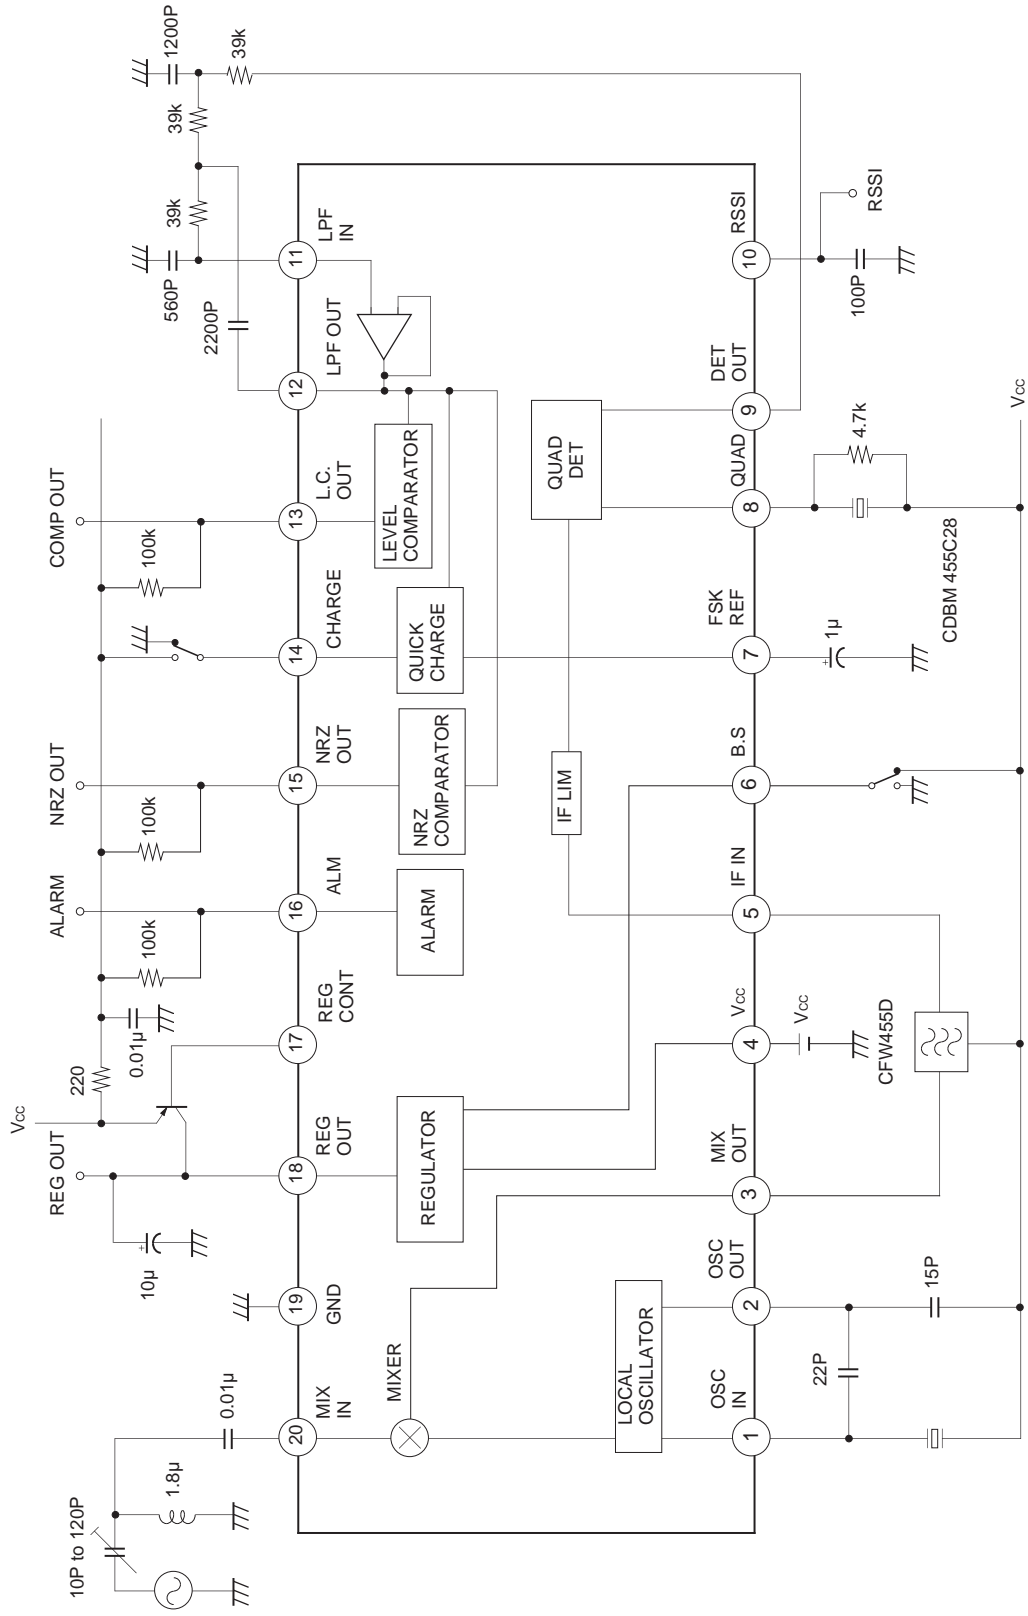 10P to 120P
1.8µ
0.01µ
REG OUT
10µ
Vcc
220
0.01µ
ALARM
100k
NRZ OUT
100k
COMP OUT
100k
2200P
560P
39k
39k
1200P
39k
20
19
18
17
16
15
14
13
12
11
MIX
IN
GND
REG
OUT
REG
CONT
ALM
NRZ
OUT
CHARGE
L.C.
OUT
LPF OUT
LPF
IN
MIXER
REGULATOR
ALARM
NRZ
COMPARATOR
QUICK
CHARGE
LEVEL
COMPARATOR
LOCAL
OSCILLATOR
IF LIM
QUAD
DET
OSC
IN
OSC
OUT
MIX
OUT
Vcc
IF IN
B.S
FSK
REF
QUAD
DET
OUT
RSSI
1
2
3
4
5
6
7
8
9
10
22P
15P
Vcc
CFW455D
1µ
4.7k
CDBM 455C28
100P
RSSI
Vcc